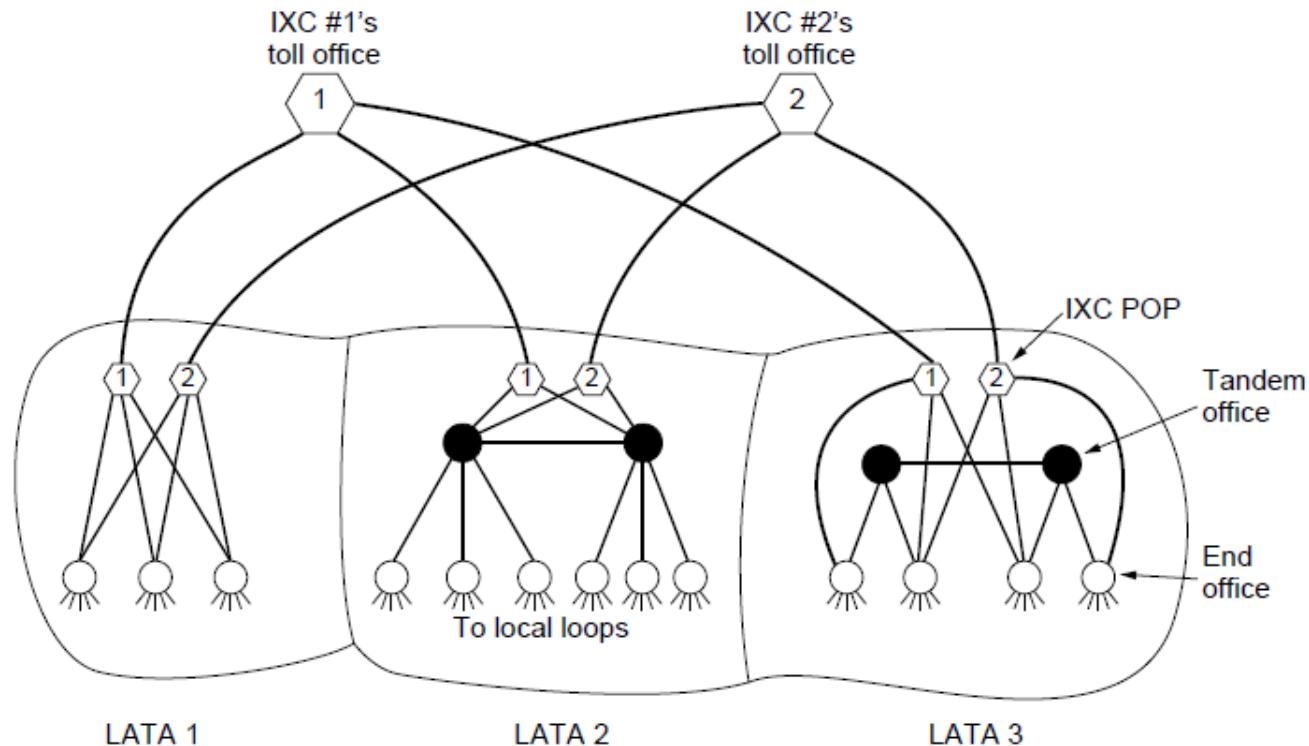 IXC #1's
toll office
IXC #2's
toll office
1
2
IXC POP
1
2
1
2
1
2
Tandem
office
End
office
To local loops
LATA 1
LATA 2
LATA 3